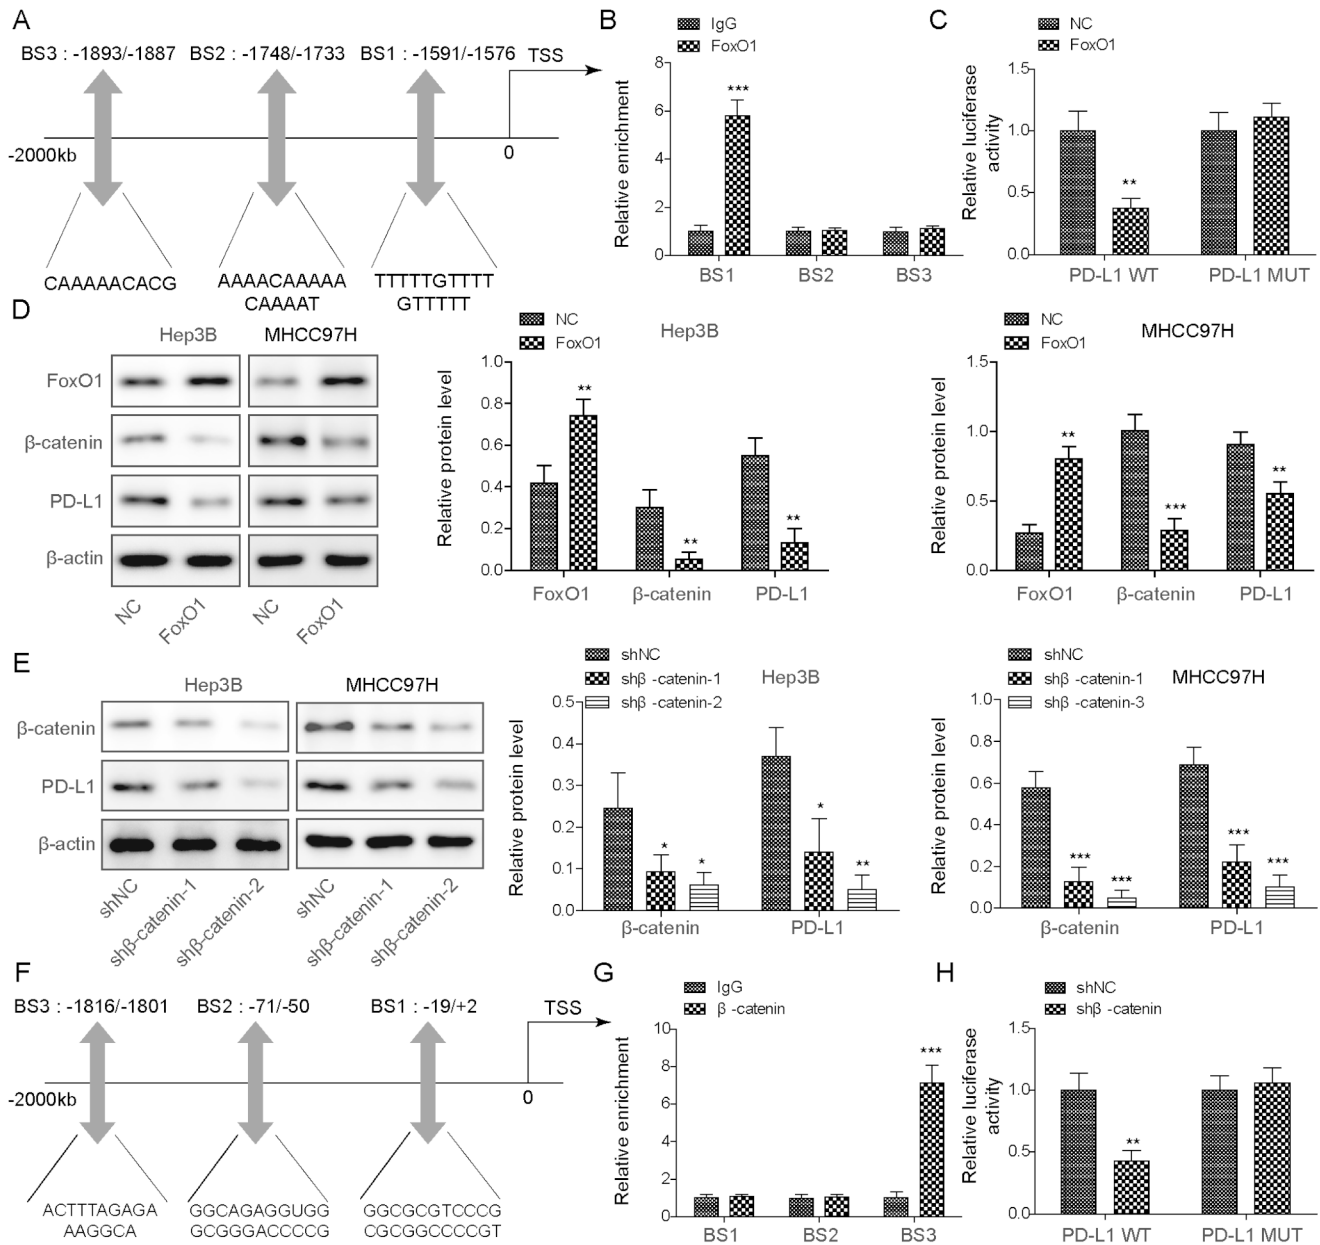 A
BS3 : -1893/-1887 BS2 : -1748/-1733 BS1 : -1591/-1576 TSS
-2000kb 0
CAAAAACACG
AAAACAAAAA
CAAAAT
TTTTTGTTTT
GTTTTT
B
IgG
FoxO1
Relative enrichment
8
6
4
2
0
***
BS1 BS2 BS3
C
NC
FoxO1
Relative luciferase
activity
1.5
1.0
0.5
0.0
**
PD-L1 WT PD-L1 MUT
D
Hep3B MHCC97H
FoxO1
β-catenin
PD-L1
β-actin
NC FoxO1 NC FoxO1
NC
FoxO1
Hep3B
Relative protein level
1.0
0.8
0.6
0.4
0.2
0.0
** ** **
FoxO1 β-catenin PD-L1
NC
FoxO1
MHCC97H
Relative protein level
1.5
1.0
0.5
0.0
** *** **
FoxO1 β-catenin PD-L1
E
Hep3B MHCC97H
β-catenin
PD-L1
β-actin
shNC shβ-catenin-1 shβ-catenin-2 shNC shβ-catenin-1 shβ-catenin-2
shNC
shβ -catenin-1
shβ -catenin-2
Hep3B
Relative protein level
0.5
0.4
0.3
0.2
0.1
0.0
* * * **
β-catenin PD-L1
shNC
shβ -catenin-1
shβ -catenin-3
MHCC97H
Relative protein level
1.0
0.8
0.6
0.4
0.2
0.0
*** *** *** ***
β-catenin PD-L1
F
BS3 : -1816/-1801 BS2 : -71/-50 BS1 : -19/+2 TSS
-2000kb 0
ACTTTAGAGA
AAGGCA
GGCAGAGGUGG
GCGGGACCCCG
GGCGCGTCCCG
CGCGGCCCCGT
G
IgG
β -catenin
Relative enrichment
10
8
6
4
2
0
***
BS1 BS2 BS3
H
shNC
shβ -catenin
Relative luciferase
activity
1.5
1.0
0.5
0.0
**
PD-L1 WT PD-L1 MUT